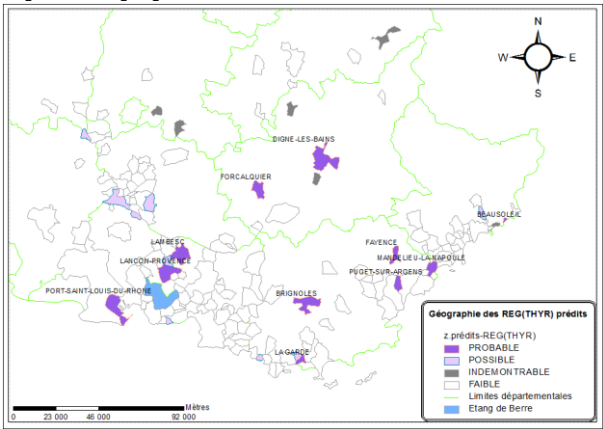 N
W E
S
DIGNE-LES-BAINS
FORCALQUIER
BEAUSOLEIL
LAMBESC
FAYENCE
LANCON-PROVENCE
MANDELIEU-LA-NAPOULE
PUGET-SUR-ARGENS
PORT-SAINT-LOUIS-DU-RHONE
BRIGNOLES
LA GARDE
Géographie des REG(THYR) prédits
z.prédits-REG(THYR)
PROBABLE
POSSIBLE
INDEMONTRABLE
FAIBLE
Limites départementales
Etang de Berre
Mètres
0 23 000 46 000 92 000